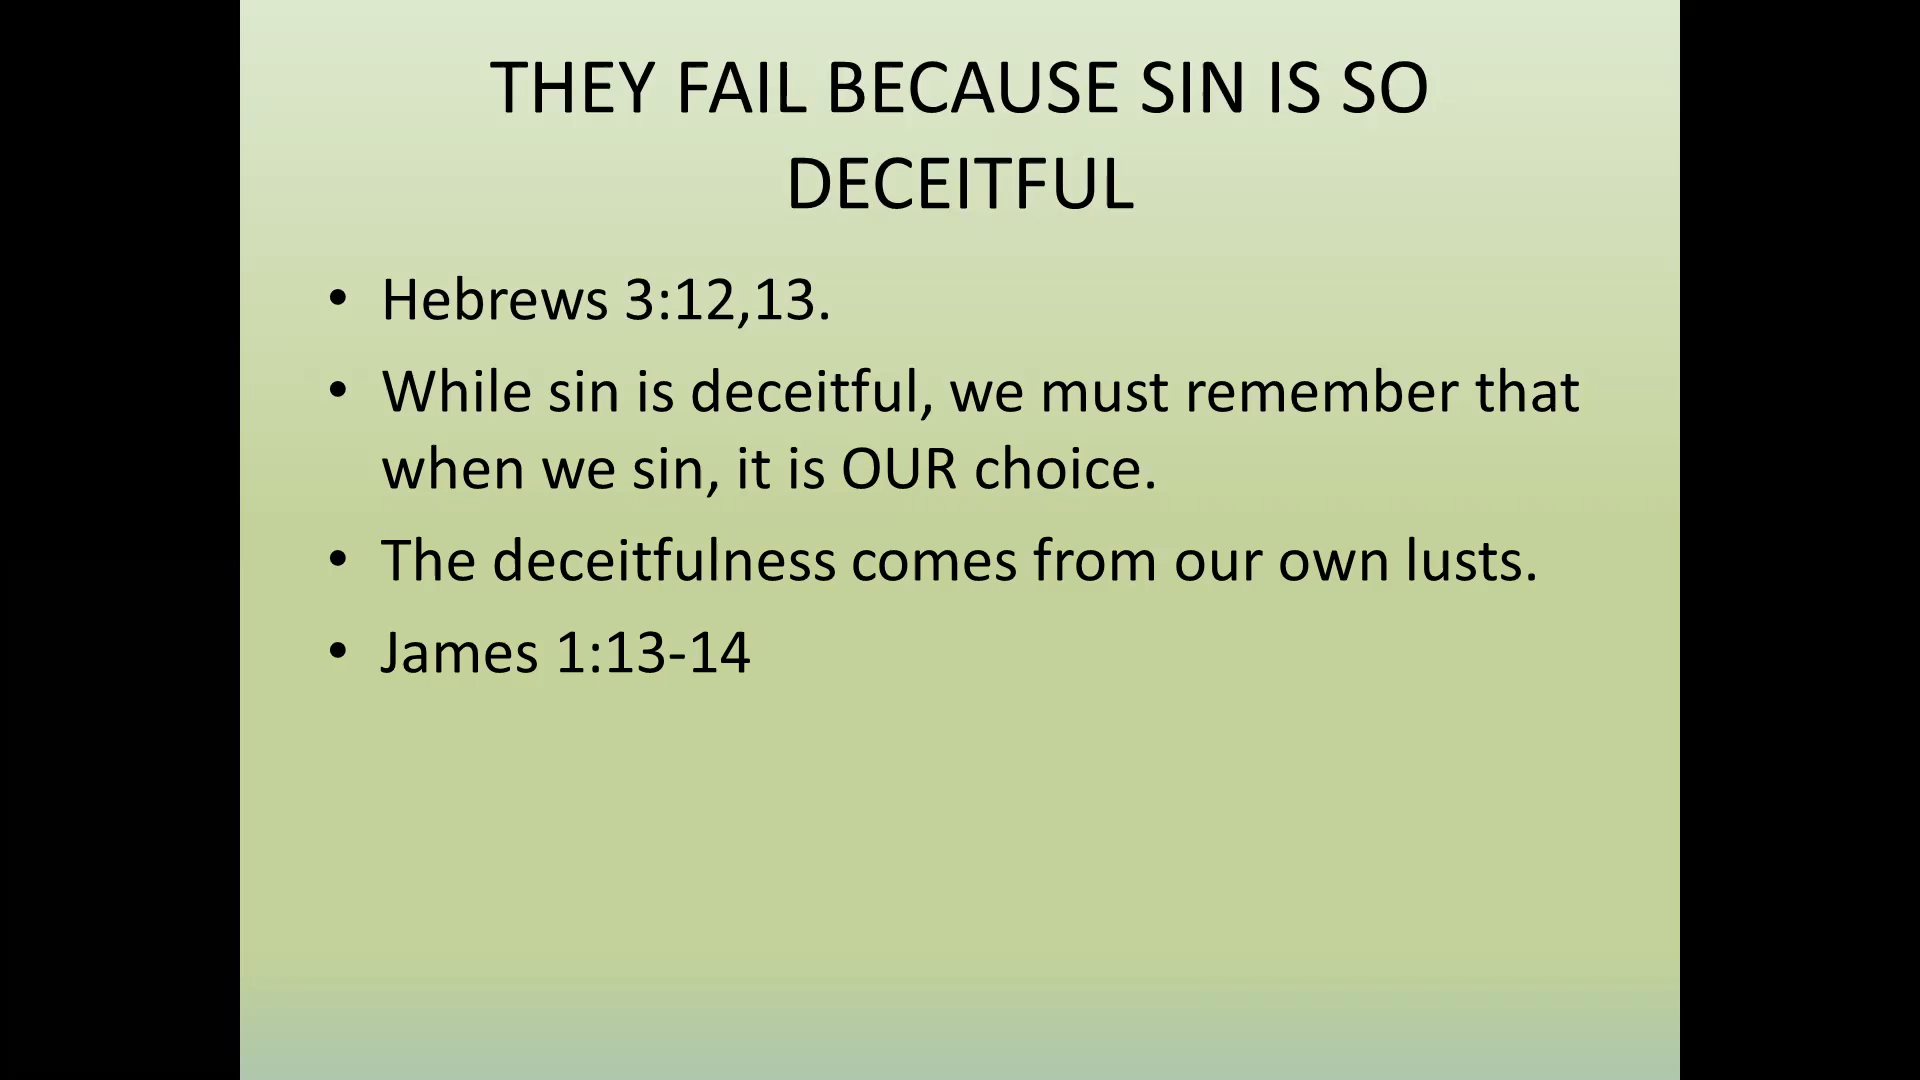 THEY FAIL BECAUSE SIN IS SO
DECEITFUL
• Hebrews 3:12,13.
• While sin is deceitful, we must remember that
when we sin, it is OUR choice.
• The deceitfulness comes from our own lusts.
• James 1:13-14